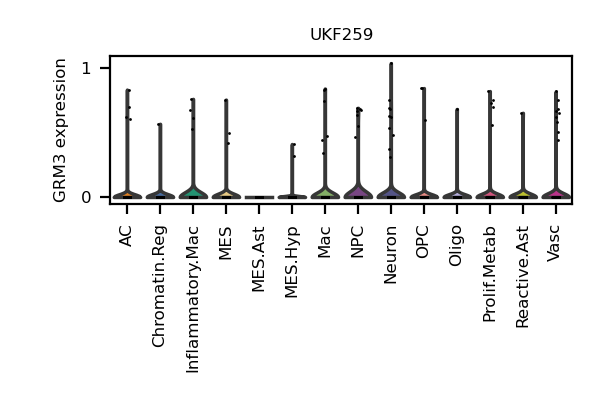 UKF259
GRM3 expression
1
0
AC
Chromatin.Reg
Inflammatory.Mac
MES
MES.Ast
MES.Hyp
Mac
NPC
Neuron
OPC
Oligo
Prolif.Metab
Reactive.Ast
Vasc